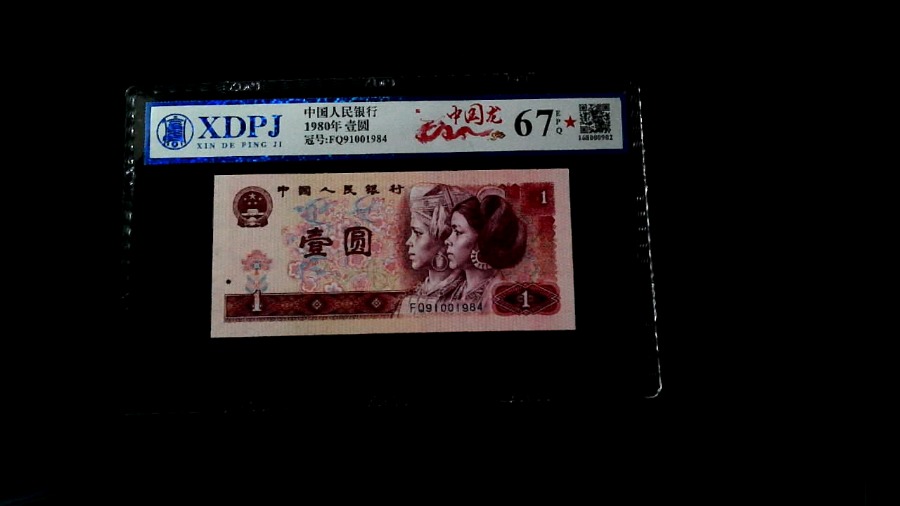 XDPJ
XIN DE PING JI
中国人民银行
1980年 壹圆
冠号:FQ91001984
中国龙
67
EPQ
168000902
中国人民银行
1
壹圆
1
FQ91001984
1